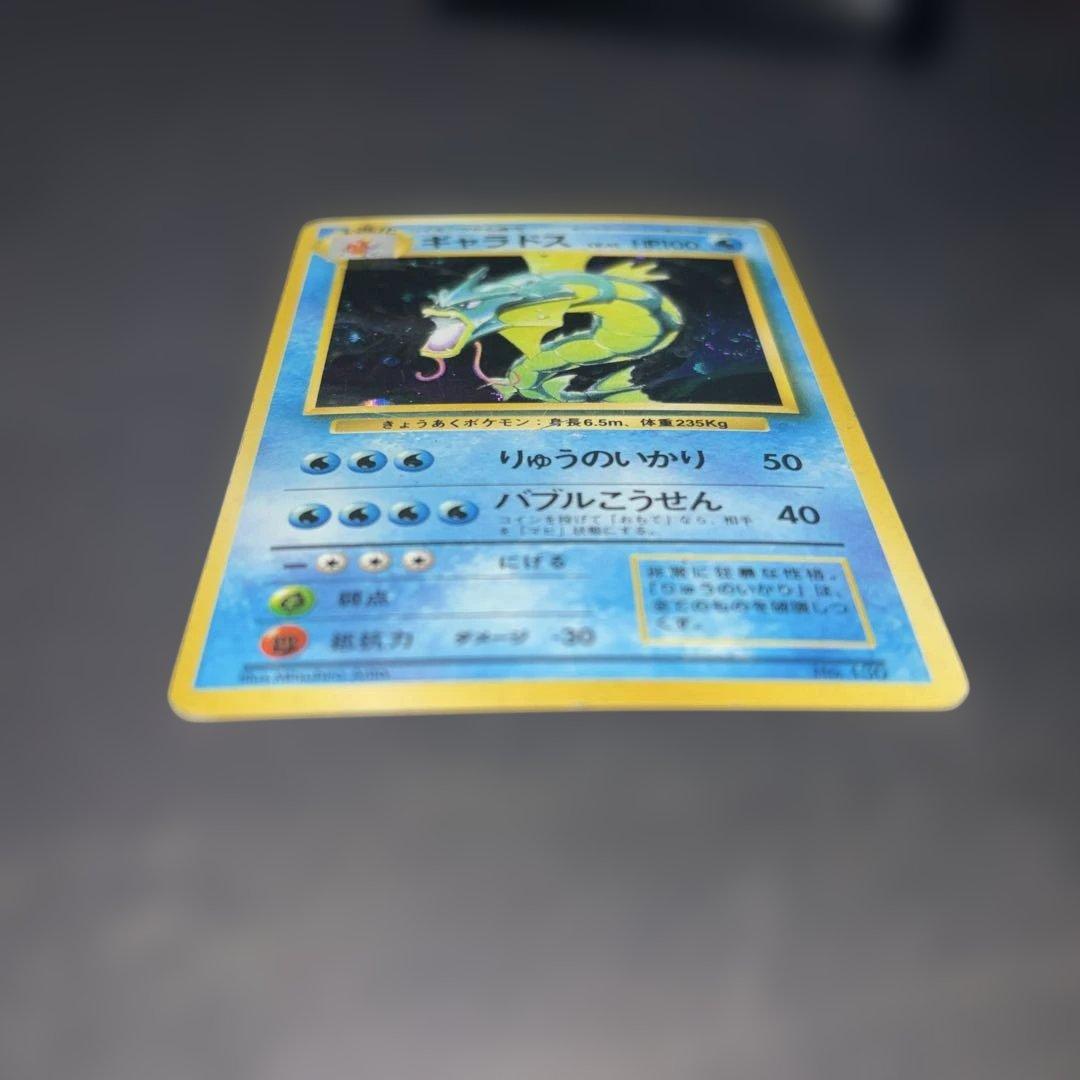 ギャラドス HP100
きょうあくポケモン：身長6.5m、体重235Kg
りゅうのいかり 50
バブルこうせん 40
コインを投げて「おもて」なら、相手
を「マヒ」状態にする。
にげる
弱点
抵抗力 ダメージ -30
非常に狂暴な性格。
「りゅうのいかり」は、
全てのものを破壊しつ
くす。
No. 130